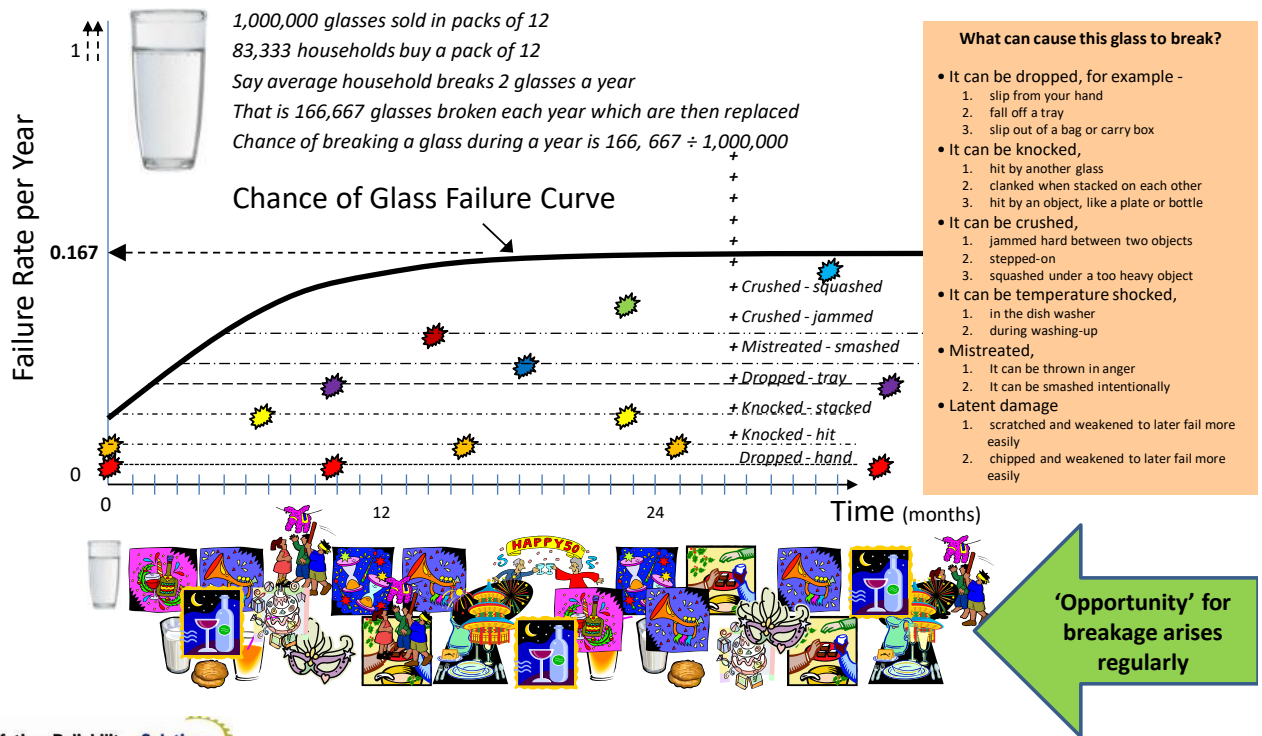 1,000,000 glasses sold in packs of 12
83,333 households buy a pack of 12
Say average household breaks 2 glasses a year
That is 166,667 glasses broken each year which are then replaced
Chance of breaking a glass during a year is 166, 667 ÷ 1,000,000
Failure Rate per Year
1
0.167
0
Chance of Glass Failure Curve
+
+
+
+
+
+
+ Crushed - squashed
+ Crushed - jammed
+ Mistreated - smashed
+ Dropped - tray
+ Knocked - stacked
+ Knocked - hit
Dropped - hand
0
12
24
Time (months)
What can cause this glass to break?
• It can be dropped, for example -
1. slip from your hand
2. fall off a tray
3. slip out of a bag or carry box
• It can be knocked,
1. hit by another glass
2. clanked when stacked on each other
3. hit by an object, like a plate or bottle
• It can be crushed,
1. jammed hard between two objects
2. stepped-on
3. squashed under a too heavy object
• It can be temperature shocked,
1. in the dish washer
2. during washing-up
• Mistreated,
1. It can be thrown in anger
2. It can be smashed intentionally
• Latent damage
1. scratched and weakened to later fail more
easily
2. chipped and weakened to later fail more
easily
HAPPY50
'Opportunity' for
breakage arises
regularly